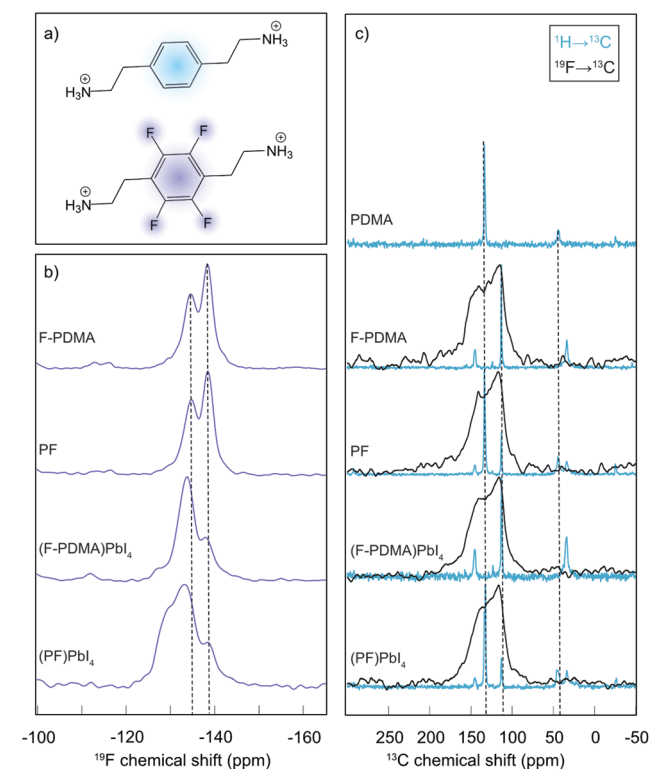 a)
⊕
NH₃
⊕
H₃N
F
F
⊕
NH₃
⊕
H₃N
F
F
b)
F-PDMA
PF
(F-PDMA)PbI₄
(PF)PbI₄
-100
-120
-140
-160
¹⁹F chemical shift (ppm)
c)
¹H→¹³C
¹⁹F→¹³C
PDMA
F-PDMA
PF
(F-PDMA)PbI₄
(PF)PbI₄
250
200
150
100
50
0
-50
¹³C chemical shift (ppm)